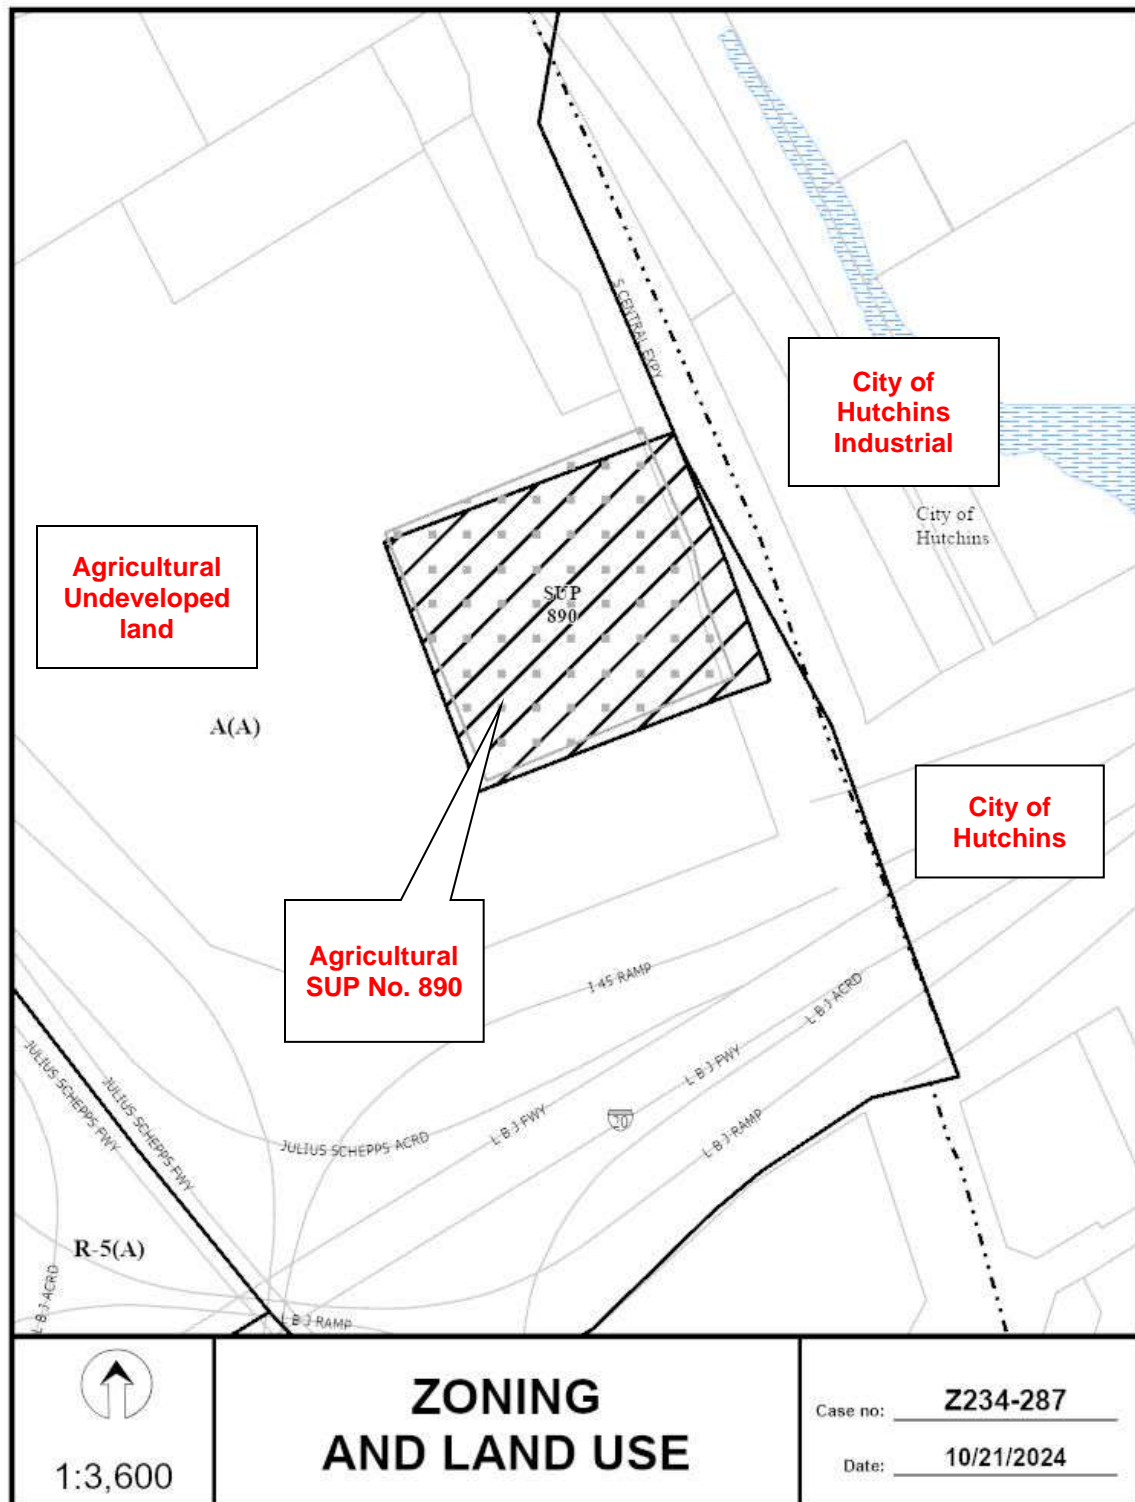 S CENTRAL EXPY
City of
Hutchins
Industrial
City of
Hutchins
Agricultural
Undeveloped
land
SUP
890
A(A)
City of
Hutchins
Agricultural
SUP No. 890
I-45 RAMP
L B J ACRD
L B J FWY
L B J FWY
20
L B J RAMP
JULIUS SCHEPPS FWY
JULIUS SCHEPPS FWY
JULIUS SCHEPPS ACRD
R-5(A)
L B J ACRD
L B J RAMP
1:3,600
ZONING
AND LAND USE
Case no: Z234-287
Date: 10/21/2024